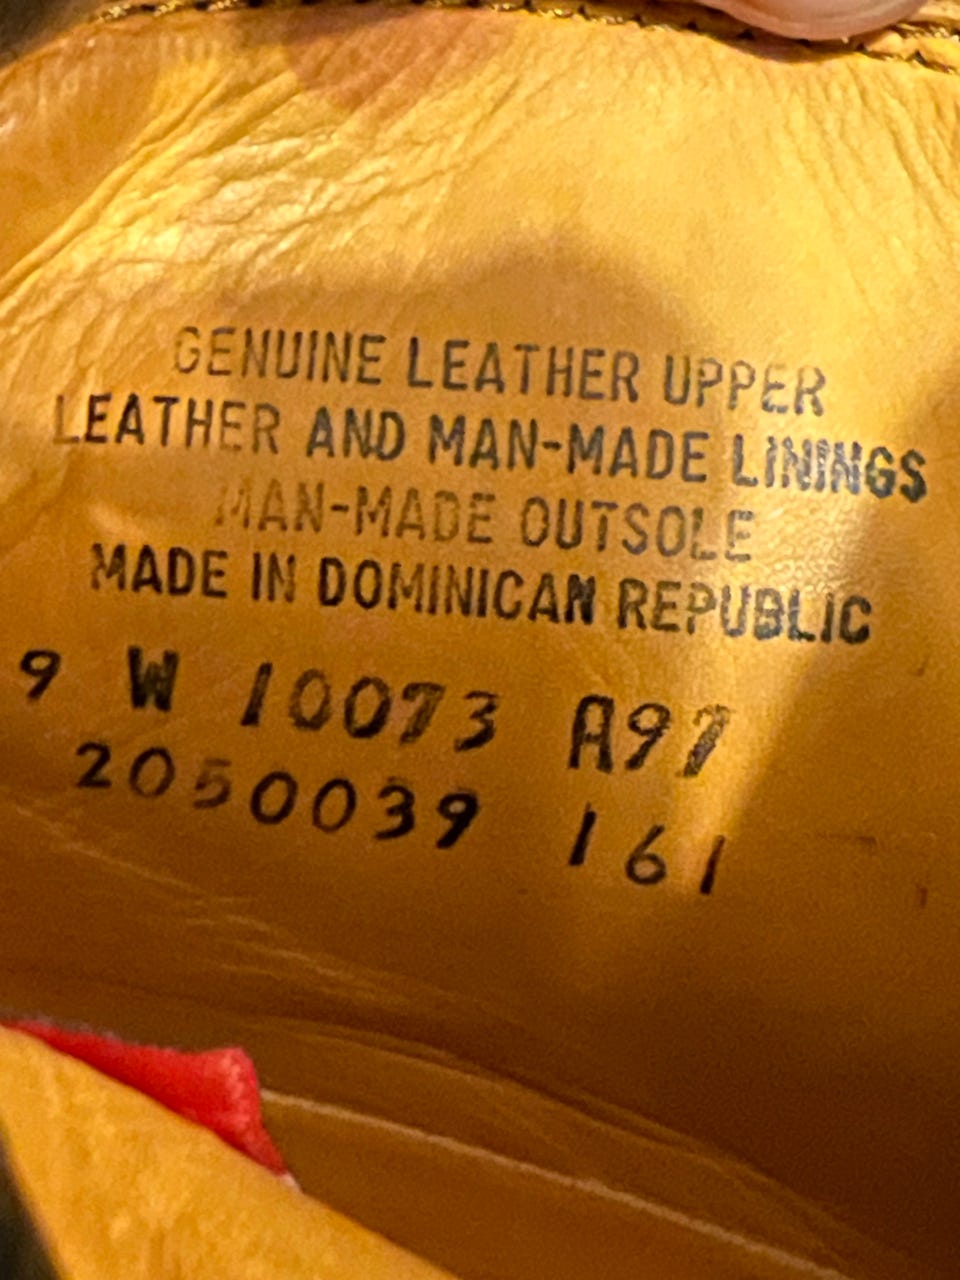 GENUINE LEATHER UPPER
LEATHER AND MAN-MADE LININGS
MAN-MADE OUTSOLE
MADE IN DOMINICAN REPUBLIC
9 W 10073 A97
2050039 161